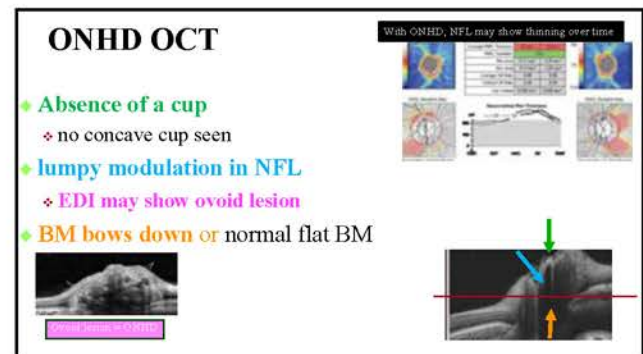 ONHD OCT
With ONHD, NFL may show thinning over time
Absence of a cup
no concave cup seen
lumpy modulation in NFL
EDI may show ovoid lesion
BM bows down or normal flat BM
Ovoid lesion = ONHD